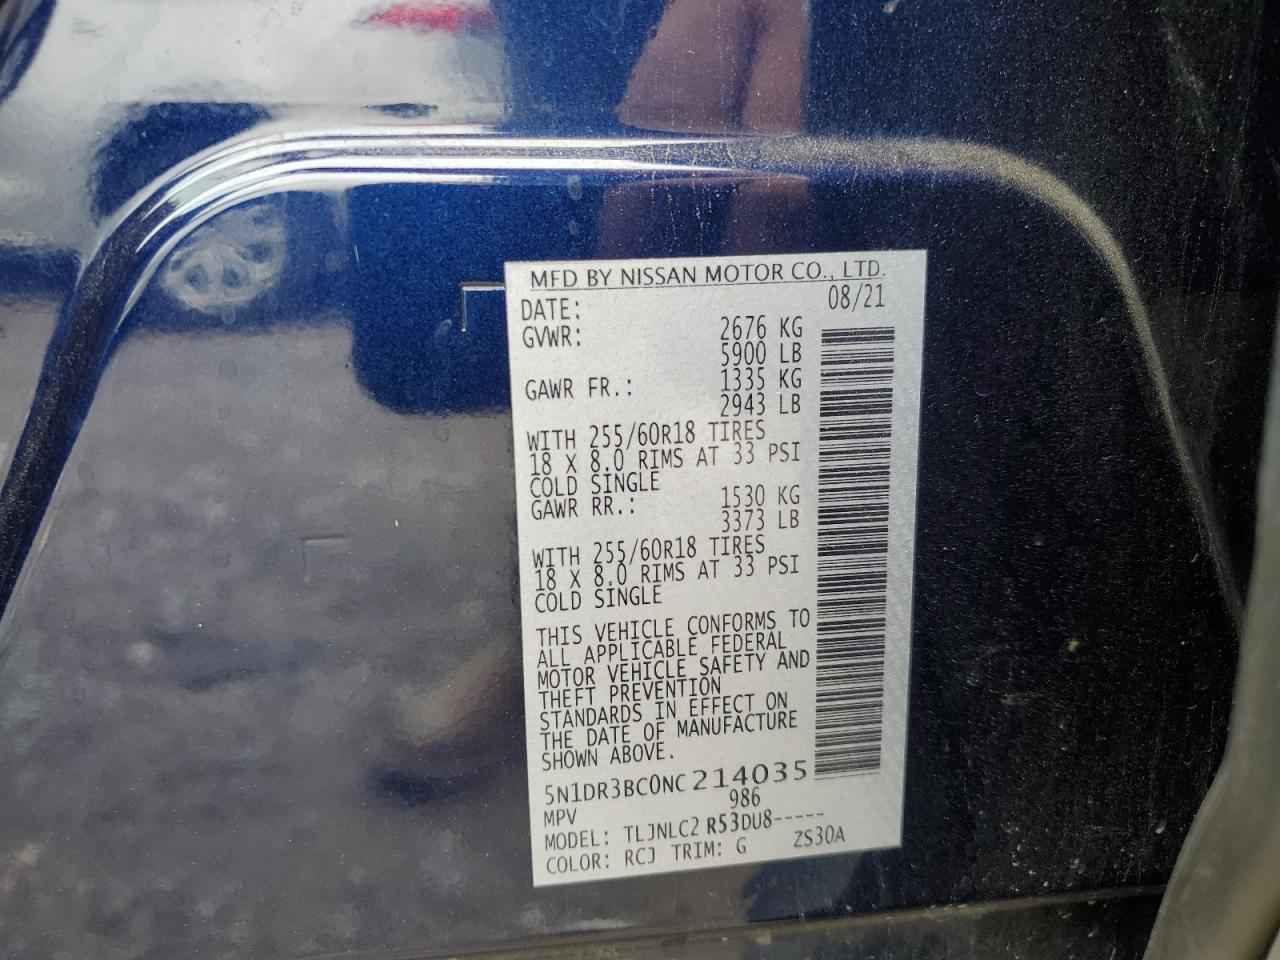 MFD BY NISSAN MOTOR CO., LTD.
DATE: 08/21
GVWR: 2676 KG
5900 LB
GAWR FR.: 1335 KG
2943 LB
WITH 255/60R18 TIRES
18 X 8.0 RIMS AT 33 PSI
COLD SINGLE
GAWR RR.: 1530 KG
3373 LB
WITH 255/60R18 TIRES
18 X 8.0 RIMS AT 33 PSI
COLD SINGLE
THIS VEHICLE CONFORMS TO
ALL APPLICABLE FEDERAL
MOTOR VEHICLE SAFETY AND
THEFT PREVENTION
STANDARDS IN EFFECT ON
THE DATE OF MANUFACTURE
SHOWN ABOVE.
5N1DR3BC0NC214035
MPV 986
MODEL: TLJNLC2 R53DU8-----
COLOR: RCJ TRIM: G ZS30A